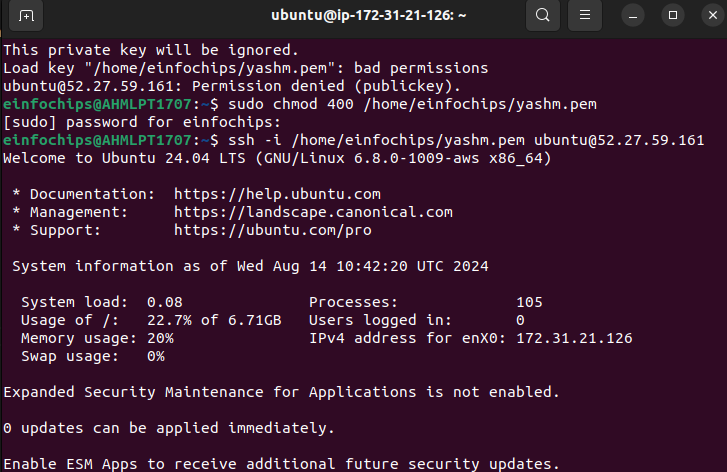 ubuntu@ip-172-31-21-126: ~
This private key will be ignored.
Load key "/home/einfochips/yashm.pem": bad permissions
ubuntu@52.27.59.161: Permission denied (publickey).
einfochips@AHMLPT1707:~$ sudo chmod 400 /home/einfochips/yashm.pem
[sudo] password for einfochips:
einfochips@AHMLPT1707:~$ ssh -i /home/einfochips/yashm.pem ubuntu@52.27.59.161
Welcome to Ubuntu 24.04 LTS (GNU/Linux 6.8.0-1009-aws x86_64)
* Documentation:  https://help.ubuntu.com
* Management:     https://landscape.canonical.com
* Support:        https://ubuntu.com/pro
System information as of Wed Aug 14 10:42:20 UTC 2024
System load:  0.08              Processes:             105
Usage of /:   22.7% of 6.71GB   Users logged in:       0
Memory usage: 20%               IPv4 address for enX0: 172.31.21.126
Swap usage:   0%
Expanded Security Maintenance for Applications is not enabled.
0 updates can be applied immediately.
Enable ESM Apps to receive additional future security updates.